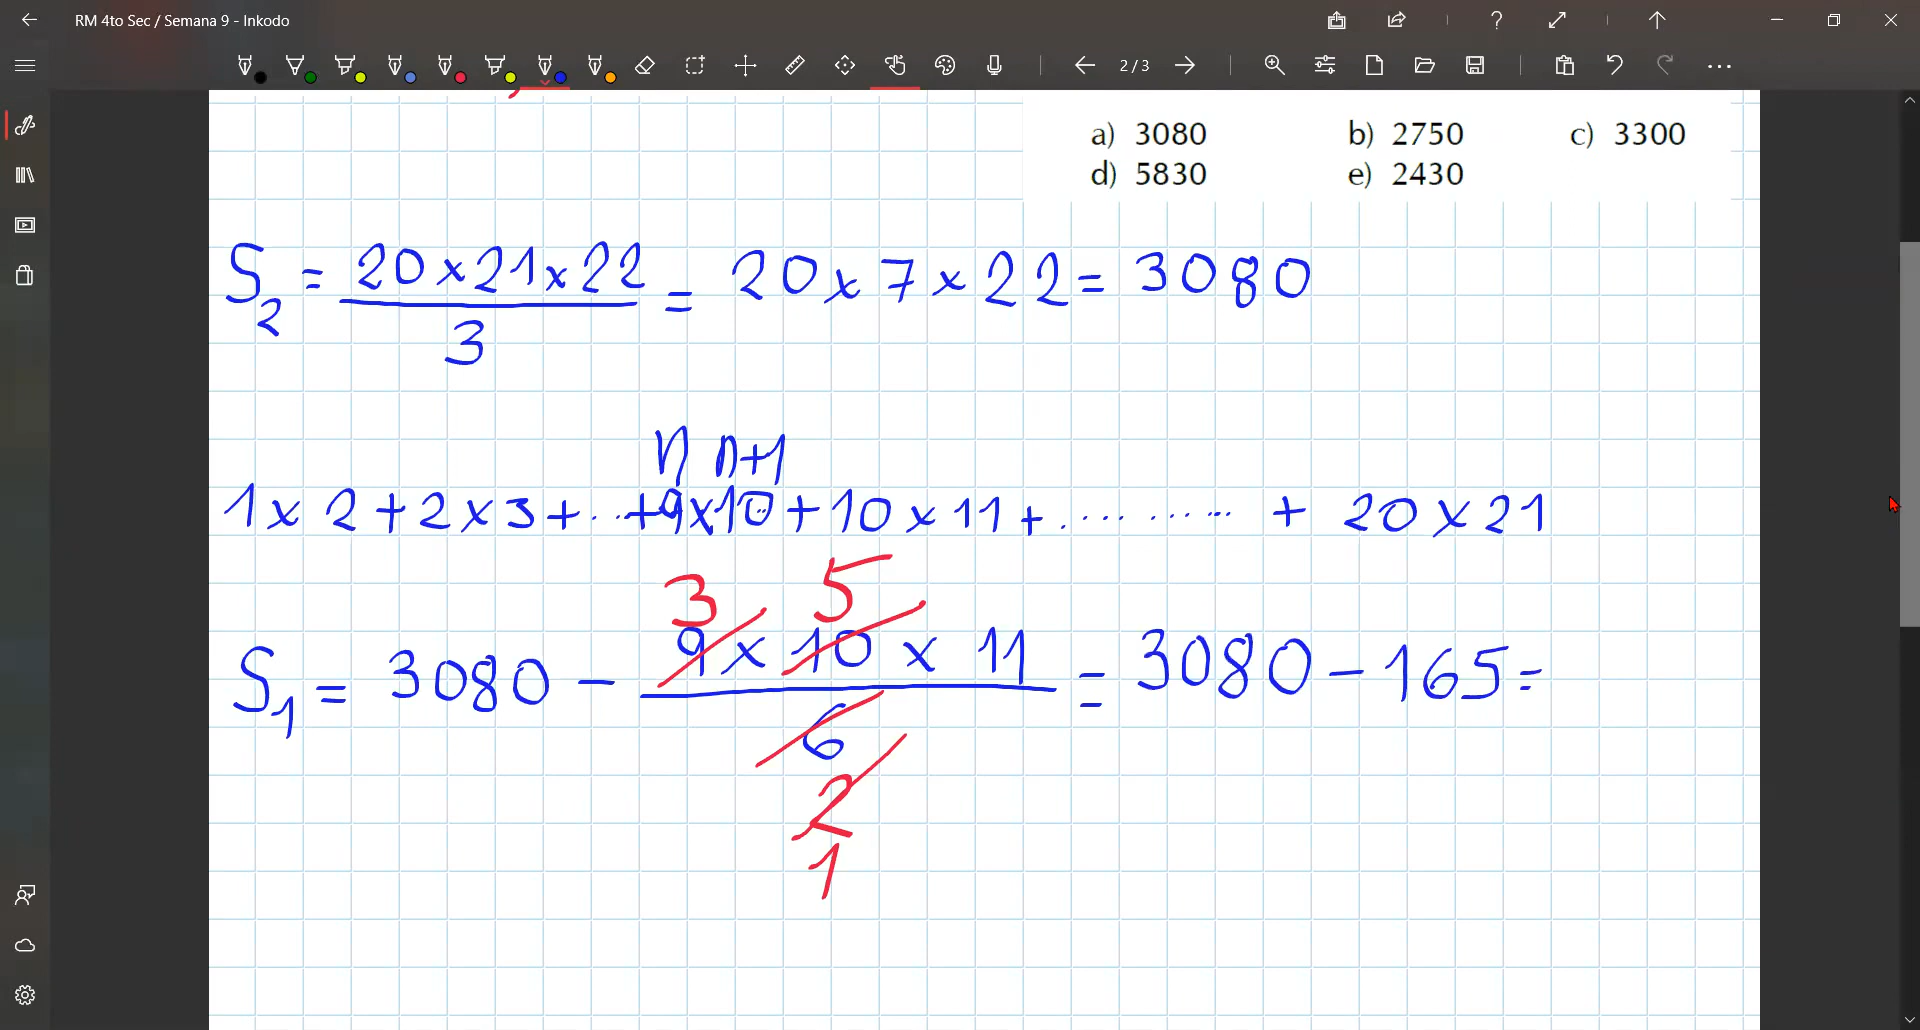 RM 4to Sec / Semana 9 - Inkodo
2 / 3
a) 3080 b) 2750 c) 3300
d) 5830 e) 2430
S₂ = 20x21x22 / 3 = 20x7x22 = 3080
n n+1
1x2+2x3+...+9x10+10x11+..........+20x21
3 5
S₁ = 3080 - 9x10x11 / 6 = 3080-165=
2
1